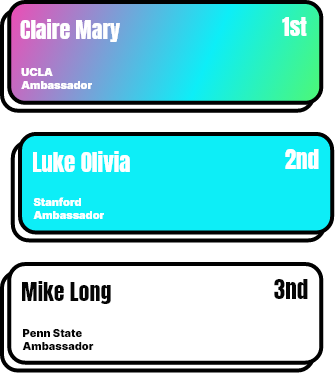 Claire Mary 1st
UCLA
Ambassador
Luke Olivia 2nd
Stanford
Ambassador
Mike Long 3nd
Penn State
Ambassador